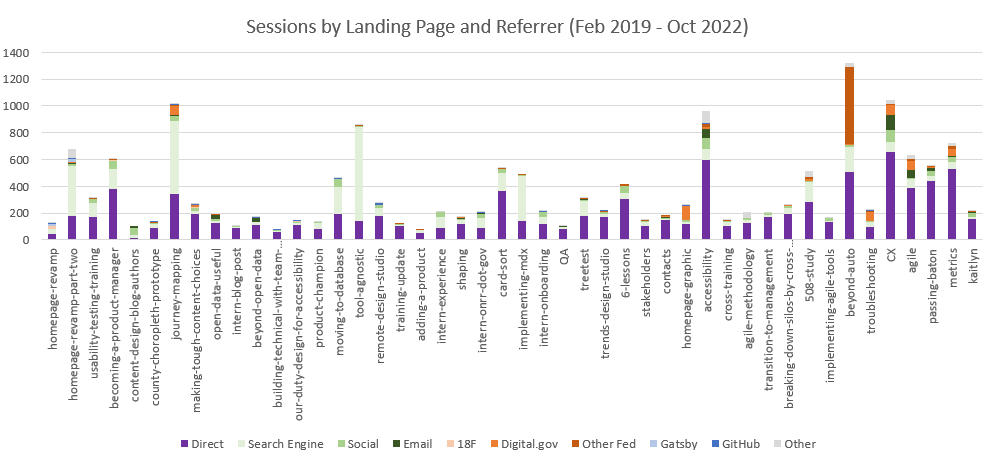 Sessions by Landing Page and Referrer (Feb 2019 - Oct 2022)
1400
1200
1000
800
600
400
200
0
homepage-revamp
homepage-revamp-part-two
usability-testing-training
becoming-a-product-manager
content-design-blog-authors
county-choropleth-prototype
journey-mapping
making-tough-content-choices
open-data-useful
intern-blog-post
beyond-open-data
building-technical-with-team-…
our-duty-design-for-accessibility
product-champion
moving-to-database
tool-agnostic
remote-design-studio
training-update
adding-a-product
intern-experience
shaping
intern-onrr-dot-gov
card-sort
implementing-mdx
intern-onboarding
QA
treetest
trends-design-studio
6-lessons
stakeholders
contacts
homepage-graphic
accessibility
cross-training
agile-methodology
transition-to-management
breaking-down-silos-by-cross-…
508-study
implementing-agile-tools
beyond-auto
troubleshooting
CX
agile
passing-baton
metrics
kaitlyn
Direct Search Engine Social Email 18F Digital.gov Other Fed Gatsby GitHub Other